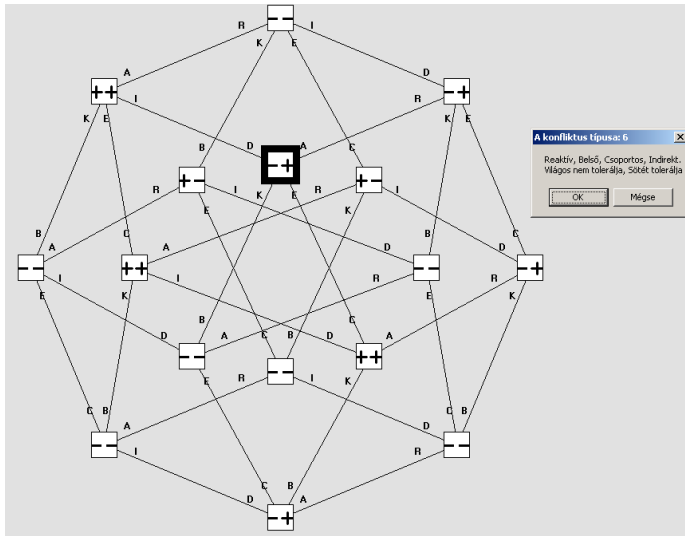 − −
R I
K E
A D
+ + − +
I R
K E K E
B D A C
− +
R + − K E R + − I
E I K
B C A D B D C
A
− − + + − − − +
I K I R E R K
E
B C
D A D A
− − C B + +
E R − − I K
C B C B
A D
− − − −
I R
C B
D A
− +
A konfliktus típusa: 6
Reaktív, Belső, Csoportos, Indirekt.
Világos nem tolerálja, Sötét tolerálja
OK Mégse